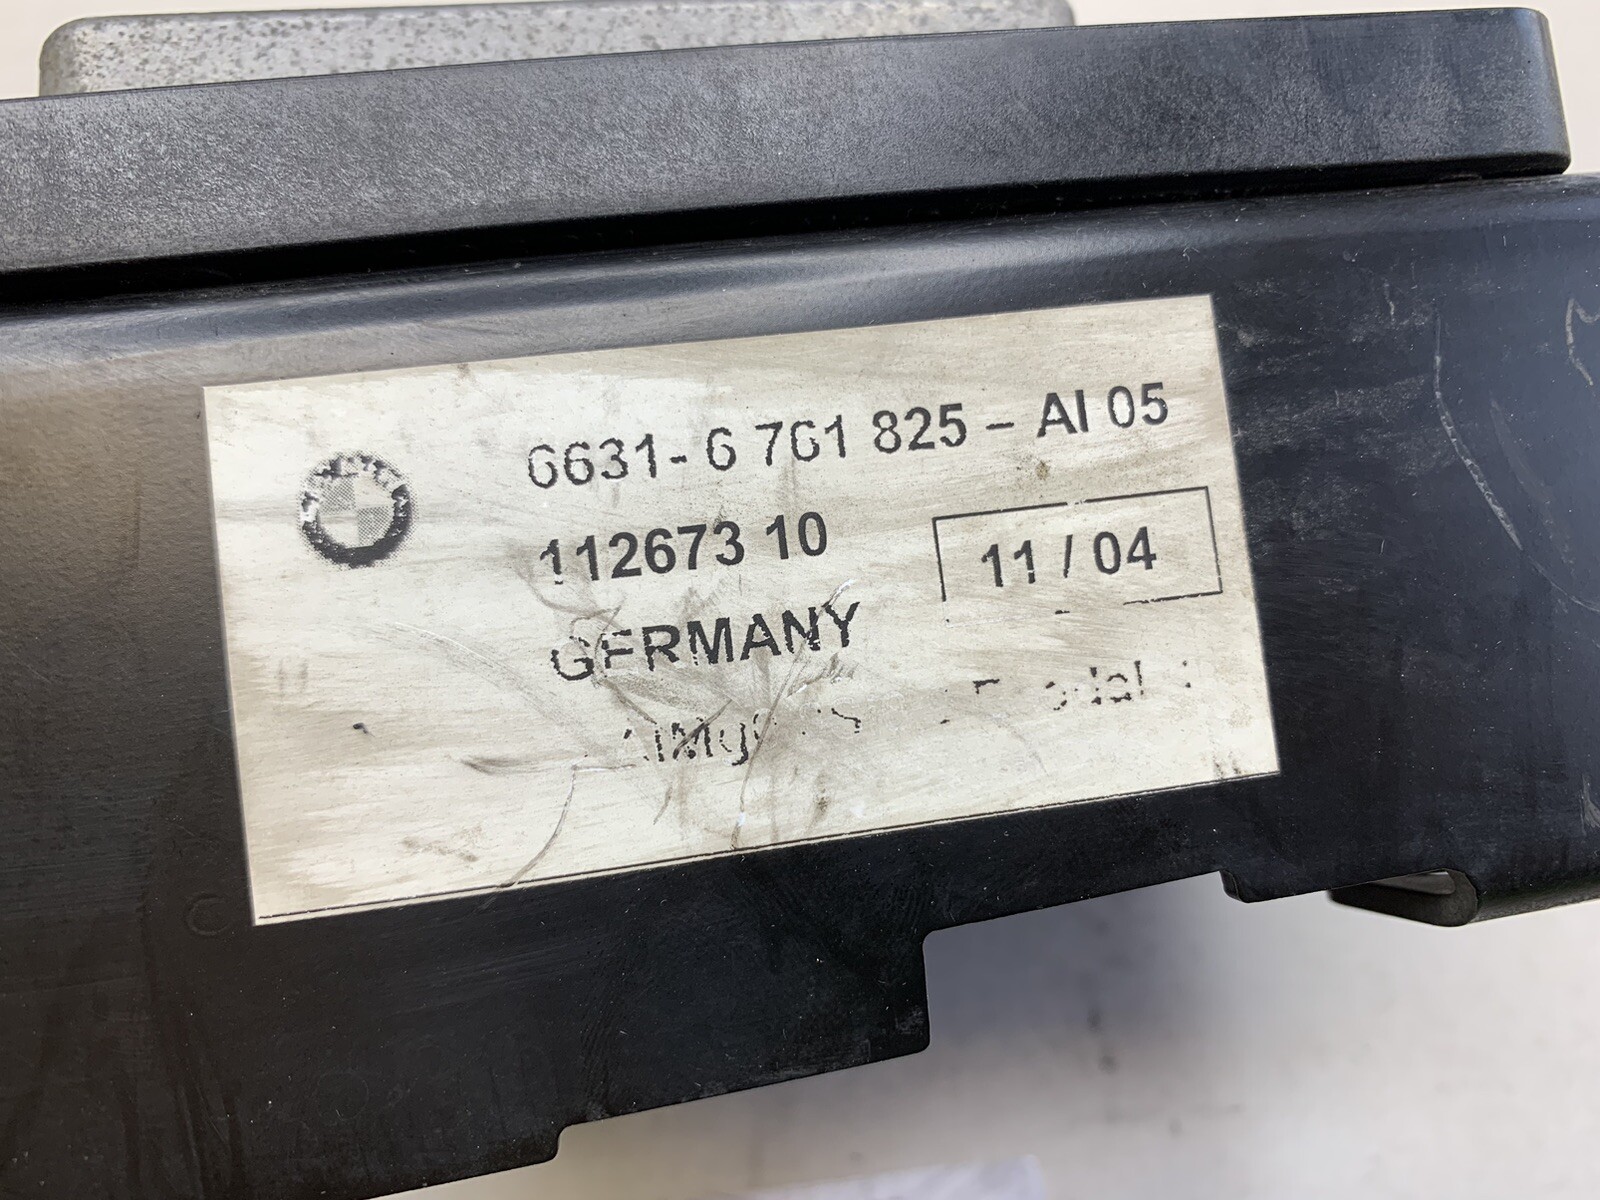 6631- 6 761 825 – AI 05
112673 10
11 / 04
GERMANY